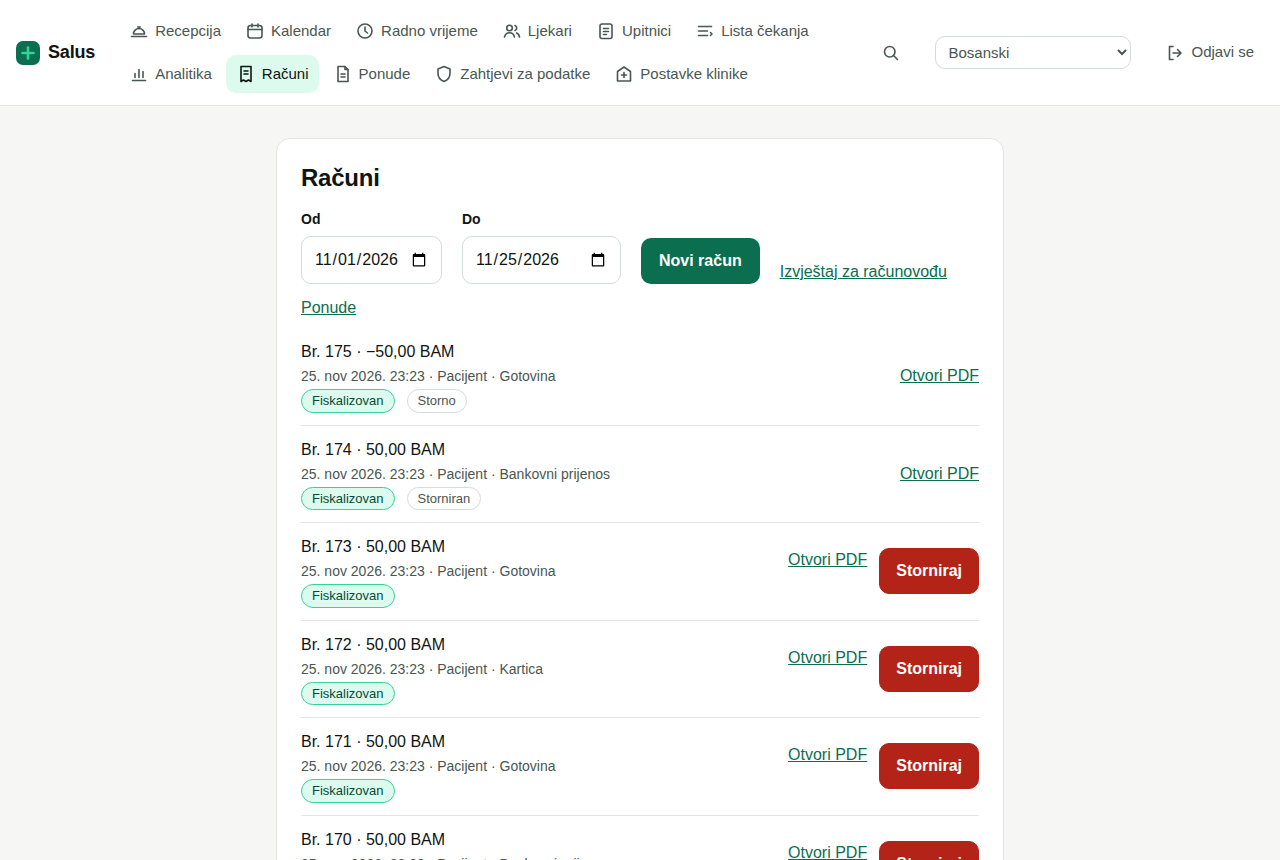 Salus
Recepcija
Kalendar
Radno vrijeme
Ljekari
Upitnici
Lista čekanja
Analitika
Računi
Ponude
Zahtjevi za podatke
Postavke klinike
Bosanski
Odjavi se
Računi
Od
Do
11/01/2026
11/25/2026
Novi račun
Izvještaj za računovođu
Ponude
Br. 175 · −50,00 BAM
25. nov 2026. 23:23 · Pacijent · Gotovina
Fiskalizovan
Storno
Otvori PDF
Br. 174 · 50,00 BAM
25. nov 2026. 23:23 · Pacijent · Bankovni prijenos
Fiskalizovan
Storniran
Otvori PDF
Br. 173 · 50,00 BAM
25. nov 2026. 23:23 · Pacijent · Gotovina
Fiskalizovan
Otvori PDF
Storniraj
Br. 172 · 50,00 BAM
25. nov 2026. 23:23 · Pacijent · Kartica
Fiskalizovan
Otvori PDF
Storniraj
Br. 171 · 50,00 BAM
25. nov 2026. 23:23 · Pacijent · Gotovina
Fiskalizovan
Otvori PDF
Storniraj
Br. 170 · 50,00 BAM
Otvori PDF